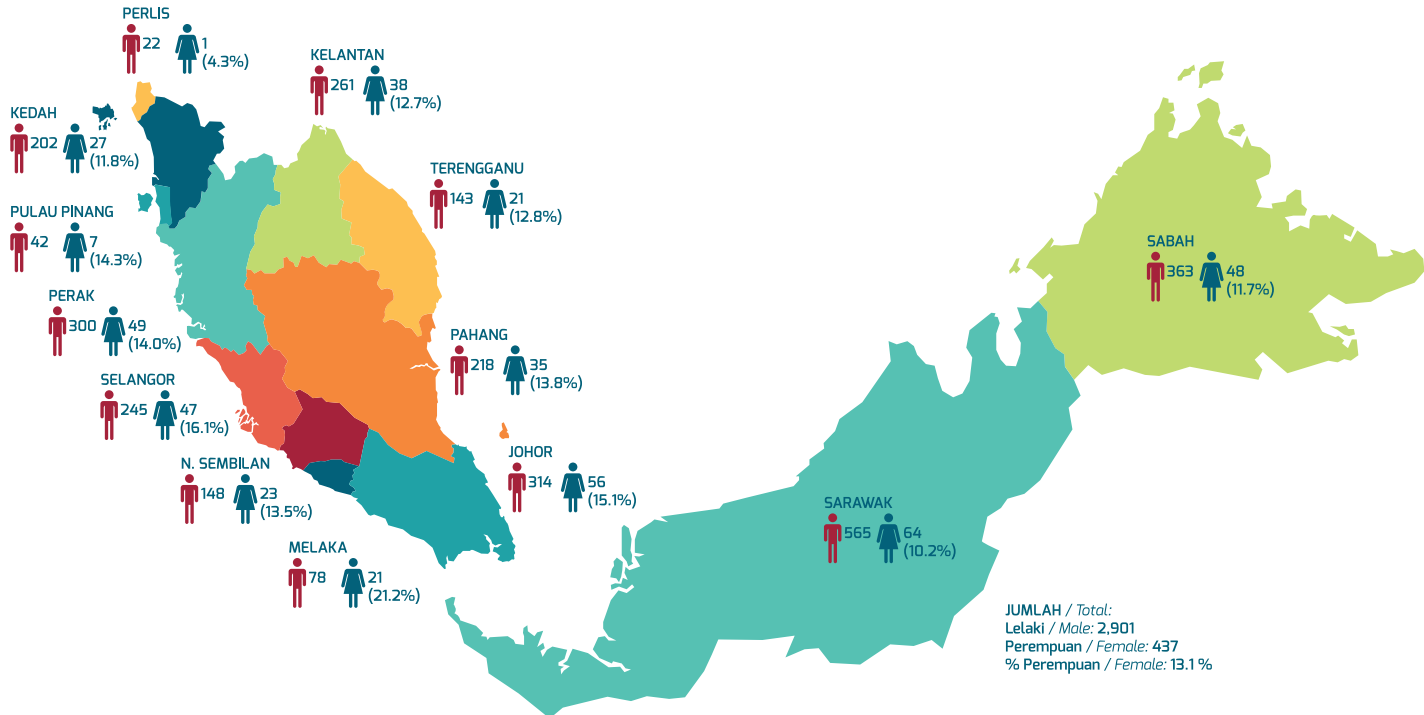 PERLIS
22 1
(4.3%)
KELANTAN
261 38
(12.7%)
KEDAH
202 27
(11.8%)
TERENGGANU
143 21
(12.8%)
PULAU PINANG
42 7
(14.3%)
SABAH
363 48
(11.7%)
PERAK
300 49
(14.0%)
PAHANG
218 35
(13.8%)
SELANGOR
245 47
(16.1%)
JOHOR
314 56
(15.1%)
N. SEMBILAN
148 23
(13.5%)
SARAWAK
565 64
(10.2%)
MELAKA
78 21
(21.2%)
JUMLAH / Total:
Lelaki / Male: 2,901
Perempuan / Female: 437
% Perempuan / Female: 13.1 %